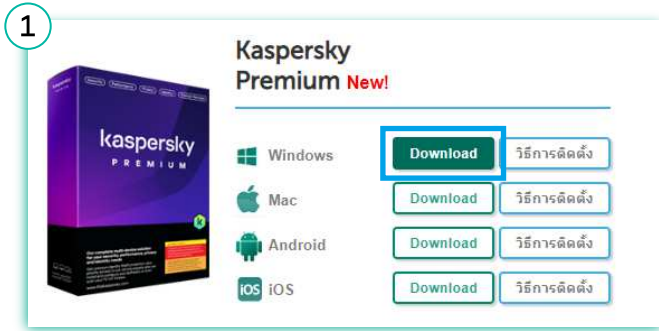 1
Kaspersky
Premium New!
kaspersky
PREMIUM
Windows Download วิธีการติดตั้ง
Mac Download วิธีการติดตั้ง
Android Download วิธีการติดตั้ง
iOS iOS Download วิธีการติดตั้ง